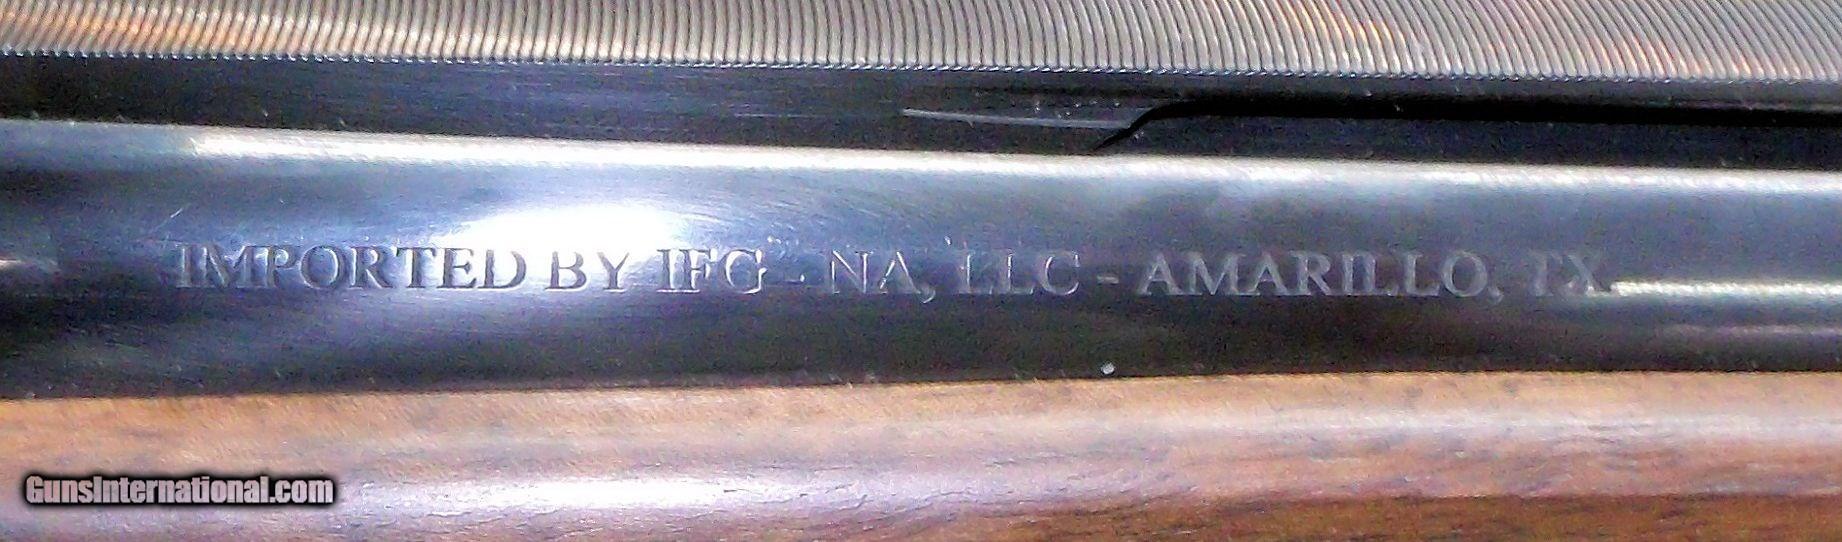 IMPORTED BY IFG - NA, LLC - AMARILLO, TX.
GunsInternational.com